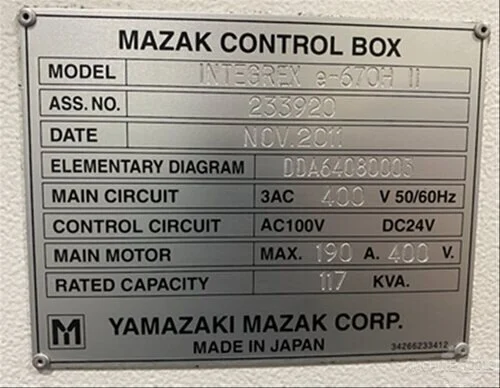 MAZAK CONTROL BOX
MODEL INTEGREX e-670H II
ASS. NO. 233920
DATE NOV.2011
ELEMENTARY DIAGRAM DDA64080003
MAIN CIRCUIT 3AC 400 V 50/60Hz
CONTROL CIRCUIT AC100V DC24V
MAIN MOTOR MAX. 190 A. 400 V.
RATED CAPACITY 117 KVA.
YAMAZAKI MAZAK CORP.
MADE IN JAPAN
34266233412